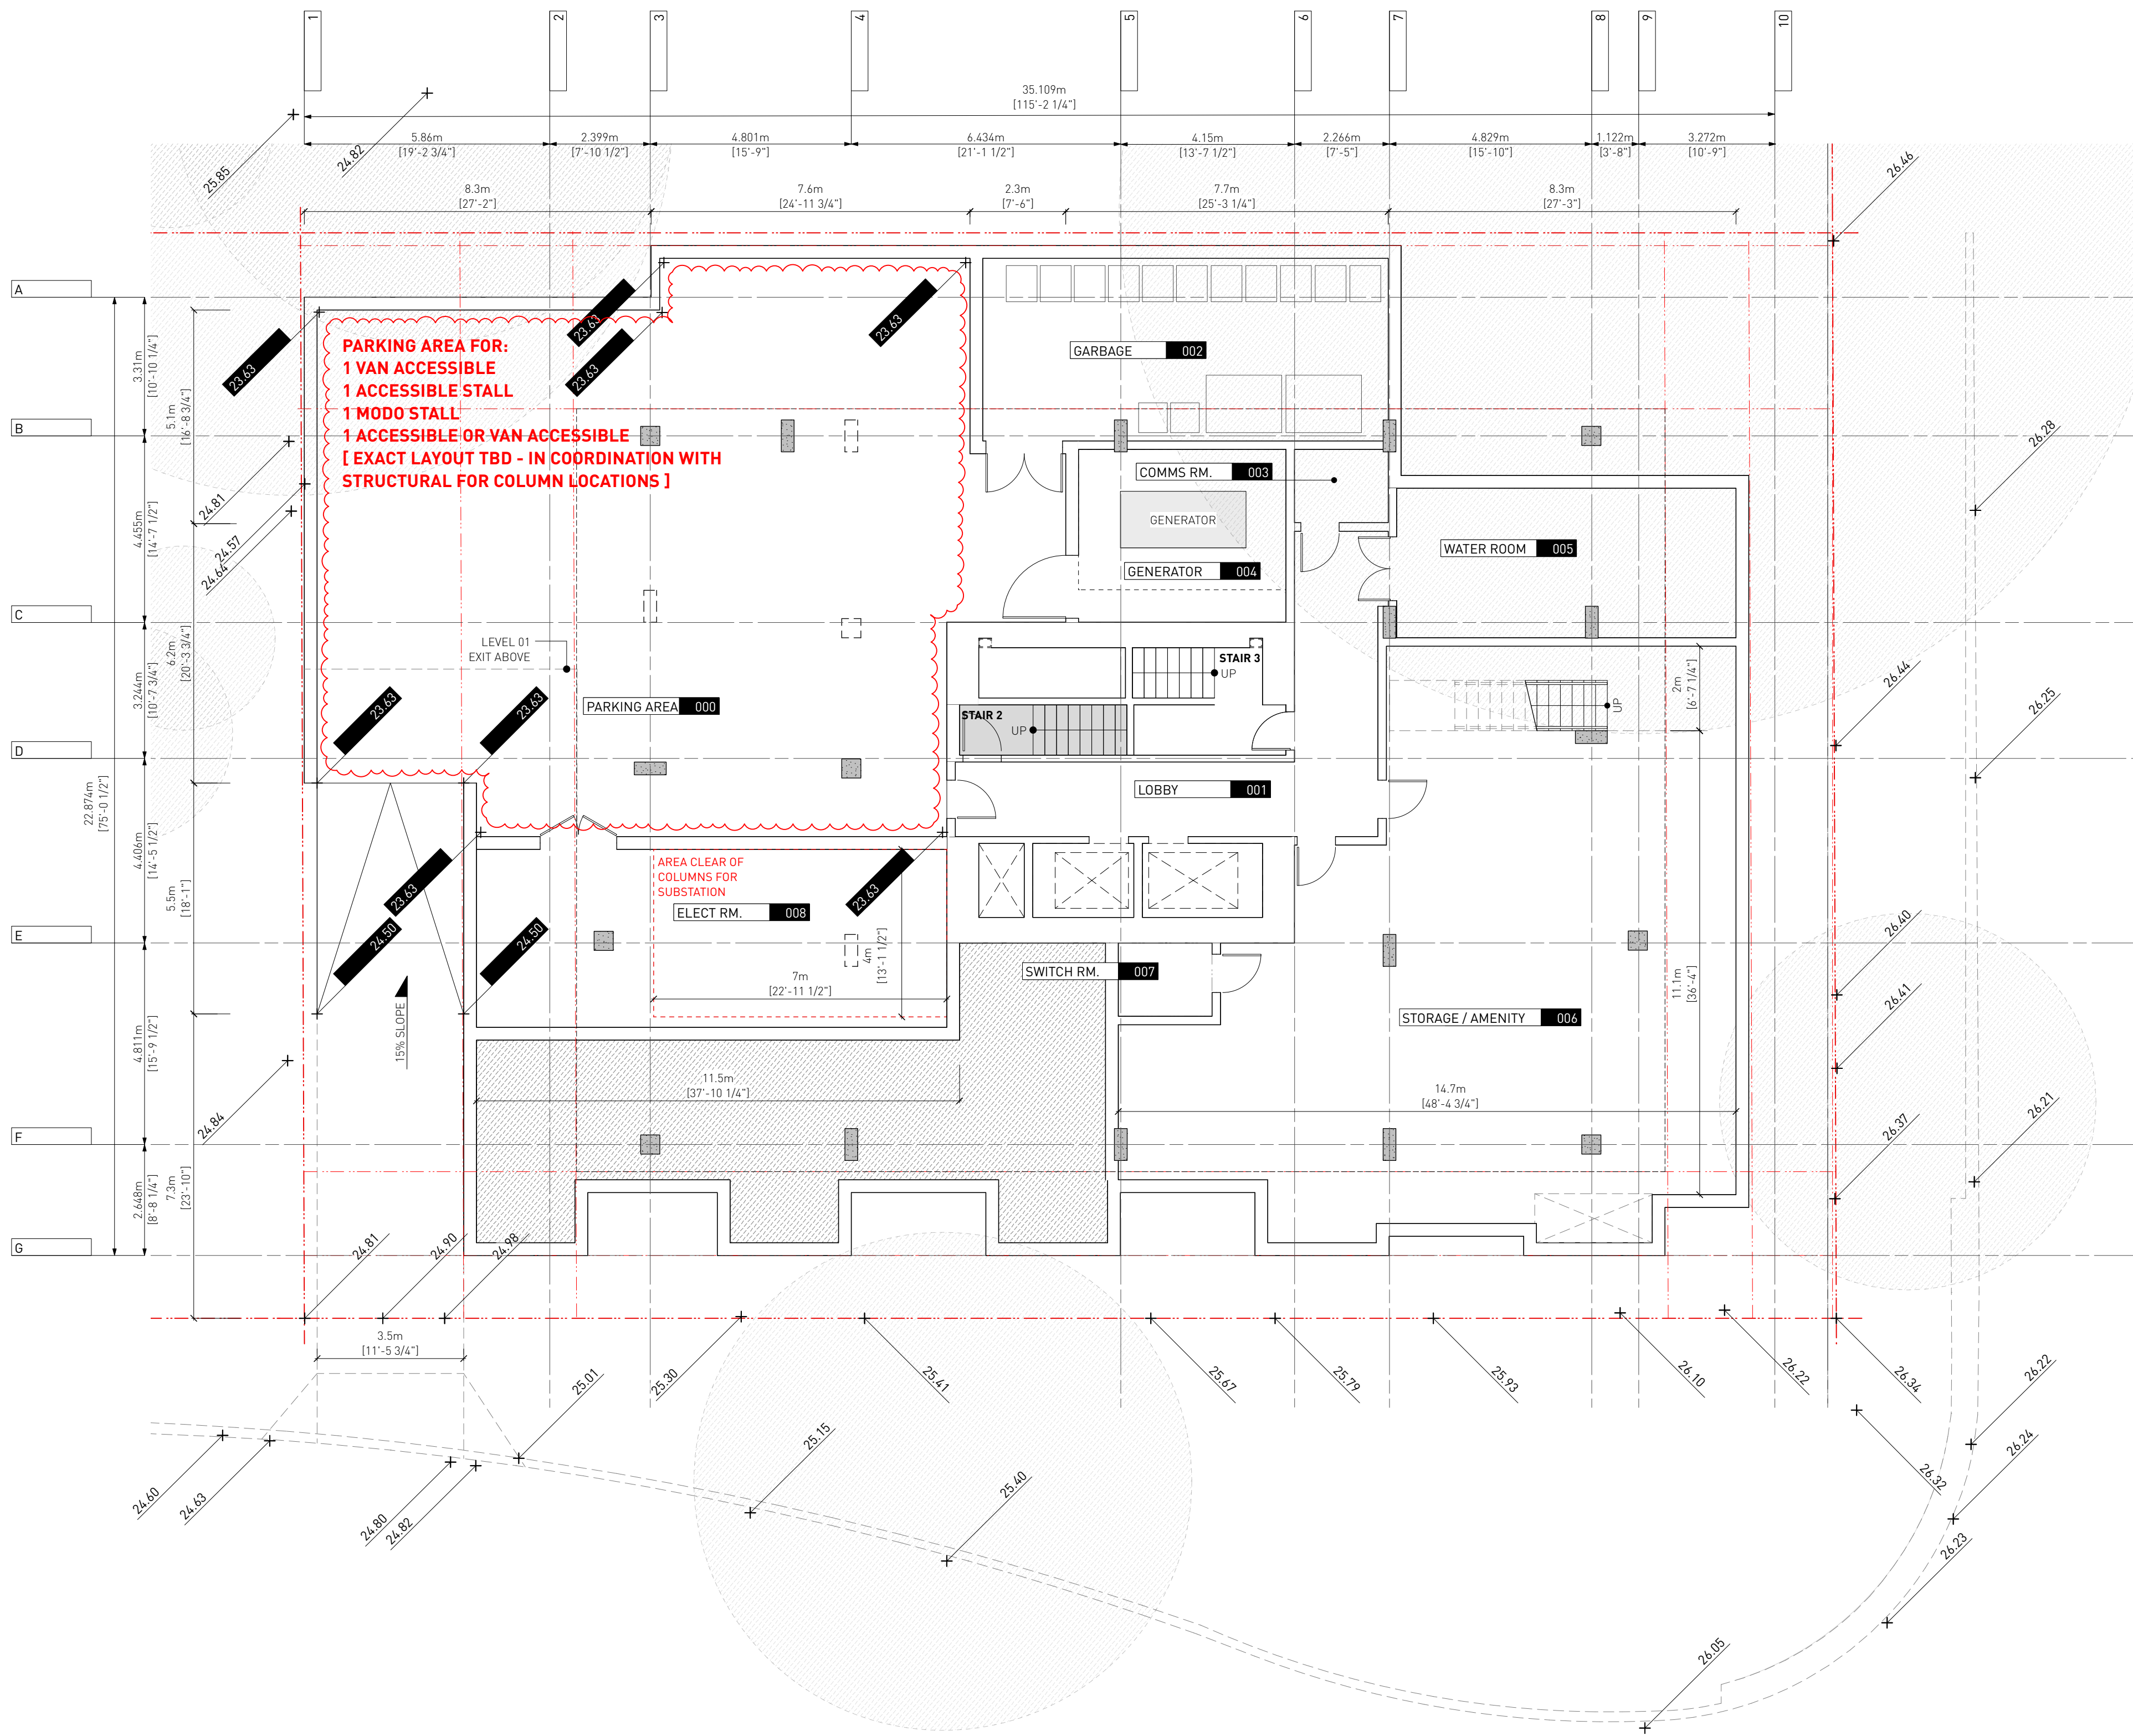 1
2
3
4
5
6
7
8
9
10
35.109m
[115'-2 1/4"]
5.86m
[19'-2 3/4"]
2.399m
[7'-10 1/2"]
4.801m
[15'-9"]
6.434m
[21'-1 1/2"]
4.15m
[13'-7 1/2"]
2.266m
[7'-5"]
4.829m
[15'-10"]
1.122m
[3'-8"]
3.272m
[10'-9"]
8.3m
[27'-2"]
7.6m
[24'-11 3/4"]
2.3m
[7'-6"]
7.7m
[25'-3 1/4"]
8.3m
[27'-3"]
25.85
24.82
26.46
A
B
C
D
E
F
G
3.31m
[10'-10 1/4"]
4.455m
[14'-7 1/2"]
3.244m
[10'-7 3/4"]
4.406m
[14'-5 1/2"]
4.811m
[15'-9 1/2"]
2.648m
[8'-8 1/4"]
22.874m
[75'-0 1/2"]
5.1m
[16'-8 3/4"]
6.2m
[20'-3 3/4"]
5.5m
[18'-1"]
7.3m
[23'-10"]
23.63
23.63
23.63
23.63
PARKING AREA FOR:
1 VAN ACCESSIBLE
1 ACCESSIBLE STALL
1 MODO STALL
1 ACCESSIBLE OR VAN ACCESSIBLE
[ EXACT LAYOUT TBD - IN COORDINATION WITH
STRUCTURAL FOR COLUMN LOCATIONS ]
GARBAGE 002
COMMS RM. 003
GENERATOR
GENERATOR 004
WATER ROOM 005
24.81
24.57
24.64
26.28
LEVEL 01
EXIT ABOVE
PARKING AREA 000
STAIR 3
UP
STAIR 2
UP
UP
2m
[6'-7 1/4"]
26.44
26.25
23.63
23.63
LOBBY 001
23.63
23.63
24.50
24.50
AREA CLEAR OF
COLUMNS FOR
SUBSTATION
ELECT RM. 008
4m
[13'-1 1/2"]
7m
[22'-11 1/2"]
SWITCH RM. 007
STORAGE / AMENITY 006
11.1m
[36'-4"]
15% SLOPE
11.5m
[37'-10 1/4"]
14.7m
[48'-4 3/4"]
26.40
26.41
26.37
26.21
24.84
24.81
24.90
24.98
3.5m
[11'-5 3/4"]
25.01
25.30
25.41
25.67
25.79
25.93
26.10
26.22
26.34
26.22
26.24
26.32
26.23
24.60
24.63
24.80
24.82
25.15
25.40
26.05